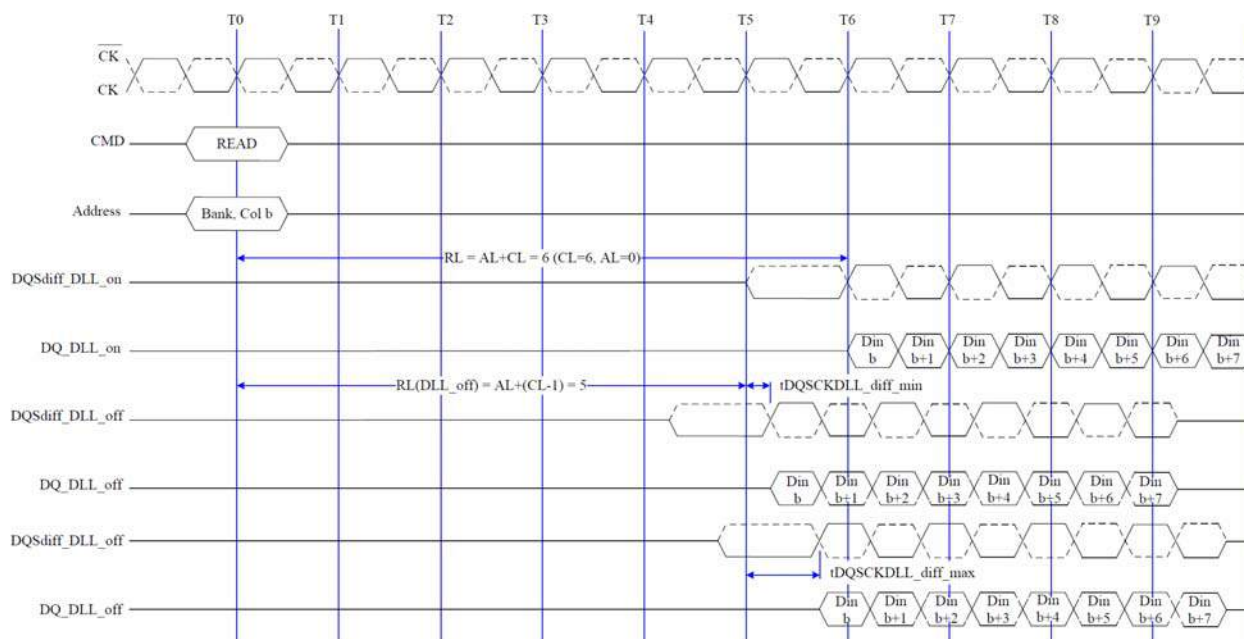 T0 T1 T2 T3 T4 T5 T6 T7 T8 T9
CK
CK
CMD READ
Address Bank, Col b
RL = AL+CL = 6 (CL=6, AL=0)
DQSdiff_DLL_on
DQ_DLL_on Din b Din b+1 Din b+2 Din b+3 Din b+4 Din b+5 Din b+6 Din b+7
RL(DLL_off) = AL+(CL-1) = 5 tDQSCKDLL_diff_min
DQSdiff_DLL_off
DQ_DLL_off Din b Din b+1 Din b+2 Din b+3 Din b+4 Din b+5 Din b+6 Din b+7
DQSdiff_DLL_off
tDQSCKDLL_diff_max
DQ_DLL_off Din b Din b+1 Din b+2 Din b+3 Din b+4 Din b+5 Din b+6 Din b+7